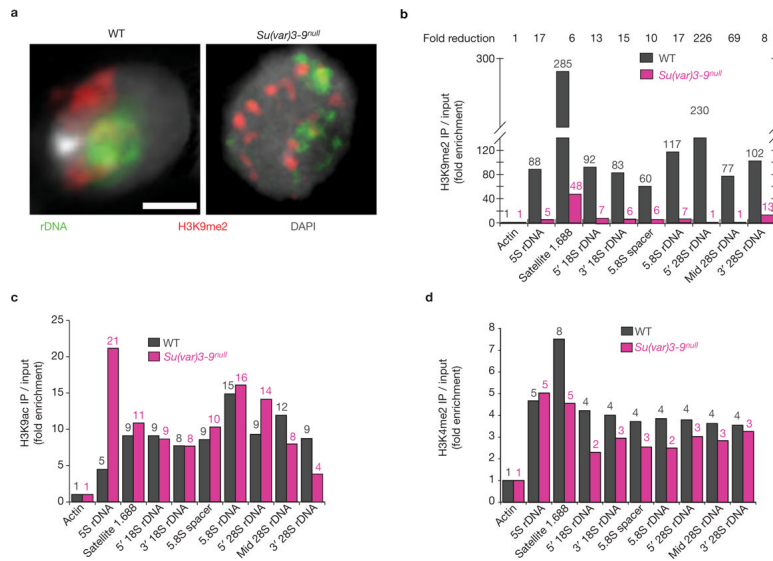 a
WT
Su(var)3-9null
rDNA
H3K9me2
DAPI
b
Fold reduction 1 17 6 13 15 10 17 226 69 8
H3K9me2 IP / input
(fold enrichment)
300
120
80
40
0
WT
Su(var)3-9null
1 88 285 92 83 60 117 230 77 102
1 5 48 7 6 6 7 1 1 13
Actin
5S rDNA
Satellite 1.688
5′ 18S rDNA
3′ 18S rDNA
5.8S spacer
5.8S rDNA
5′ 28S rDNA
Mid 28S rDNA
3′ 28S rDNA
c
H3K9ac IP / input
(fold enrichment)
25
20
15
10
5
0
WT
Su(var)3-9null
1 5 9 9 8 9 15 9 12 9
1 21 11 9 8 10 16 14 8 4
Actin
5S rDNA
Satellite 1.688
5′ 18S rDNA
3′ 18S rDNA
5.8S spacer
5.8S rDNA
5′ 28S rDNA
Mid 28S rDNA
3′ 28S rDNA
d
H3K4me2 IP / input
(fold enrichment)
8
7
6
5
4
3
2
1
0
WT
Su(var)3-9null
1 5 8 4 4 4 4 4 4 4
1 5 5 2 3 3 2 3 3 3
Actin
5S rDNA
Satellite 1.688
5′ 18S rDNA
3′ 18S rDNA
5.8S spacer
5.8S rDNA
5′ 28S rDNA
Mid 28S rDNA
3′ 28S rDNA